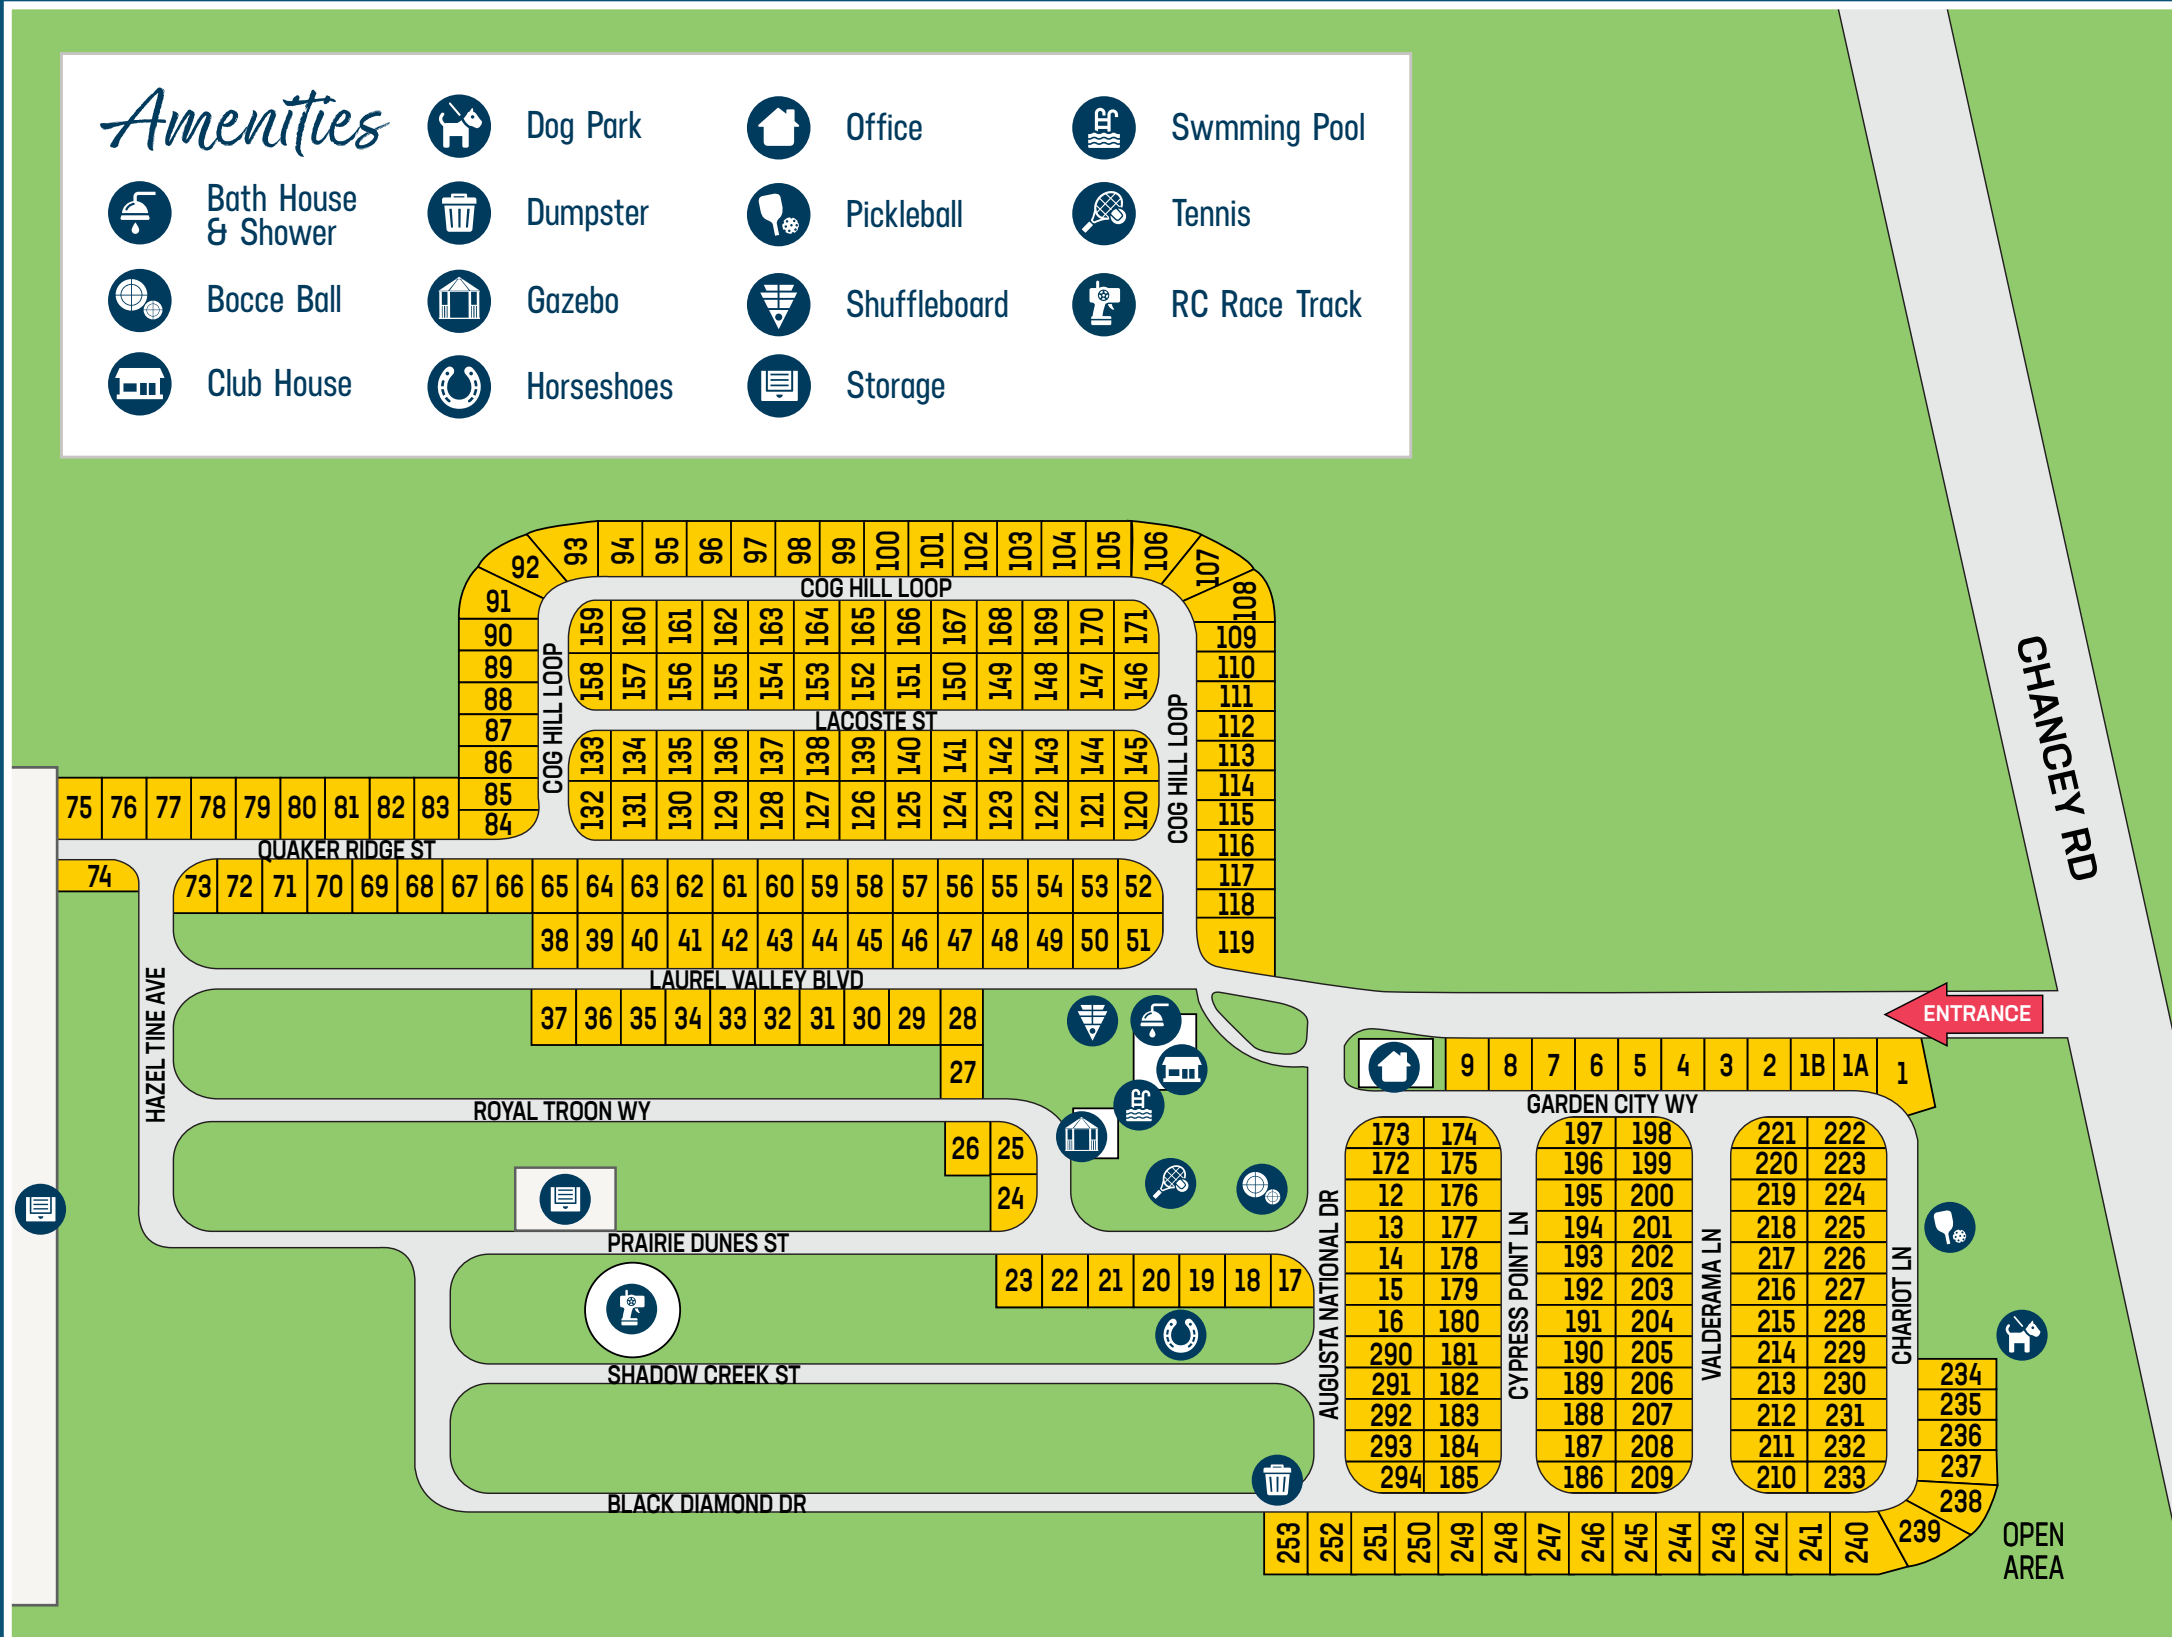 Amenities
Bath House
& Shower
Bocce Ball
Club House
Dog Park
Dumpster
Gazebo
Horseshoes
Office
Pickleball
Shuffleboard
Storage
Swmming Pool
Tennis
RC Race Track
92 93 94 95 96 97 98 99 100 101 102 103 104 105 106 107
108
COG HILL LOOP
91
90
89
88
87
86
85
84
COG HILL LOOP
159 160 161 162 163 164 165 166 167 168 169 170 171
158 157 156 155 154 153 152 151 150 149 148 147 146
LACOSTE ST
133 134 135 136 137 138 139 140 141 142 143 144 145
132 131 130 129 128 127 126 125 124 123 122 121 120
COG HILL LOOP
109
110
111
112
113
114
115
116
117
118
119
CHANCEY RD
75 76 77 78 79 80 81 82 83
QUAKER RIDGE ST
74
73 72 71 70 69 68 67 66 65 64 63 62 61 60 59 58 57 56 55 54 53 52
38 39 40 41 42 43 44 45 46 47 48 49 50 51
LAUREL VALLEY BLVD
HAZEL TINE AVE
37 36 35 34 33 32 31 30 29 28
27
ENTRANCE
9 8 7 6 5 4 3 2 1B 1A 1
GARDEN CITY WY
ROYAL TROON WY
26 25
24
PRAIRIE DUNES ST
23 22 21 20 19 18 17
SHADOW CREEK ST
BLACK DIAMOND DR
AUGUSTA NATIONAL DR
173 174
172 175
12 176
13 177
14 178
15 179
16 180
290 181
291 182
292 183
293 184
294 185
CYPRESS POINT LN
197 198
196 199
195 200
194 201
193 202
192 203
191 204
190 205
189 206
188 207
187 208
186 209
VALDERAMA LN
221 222
220 223
219 224
218 225
217 226
216 227
215 228
214 229
213 230
212 231
211 232
210 233
CHARIOT LN
234
235
236
237
238
239
253 252 251 250 249 248 247 246 245 244 243 242 241 240
OPEN
AREA